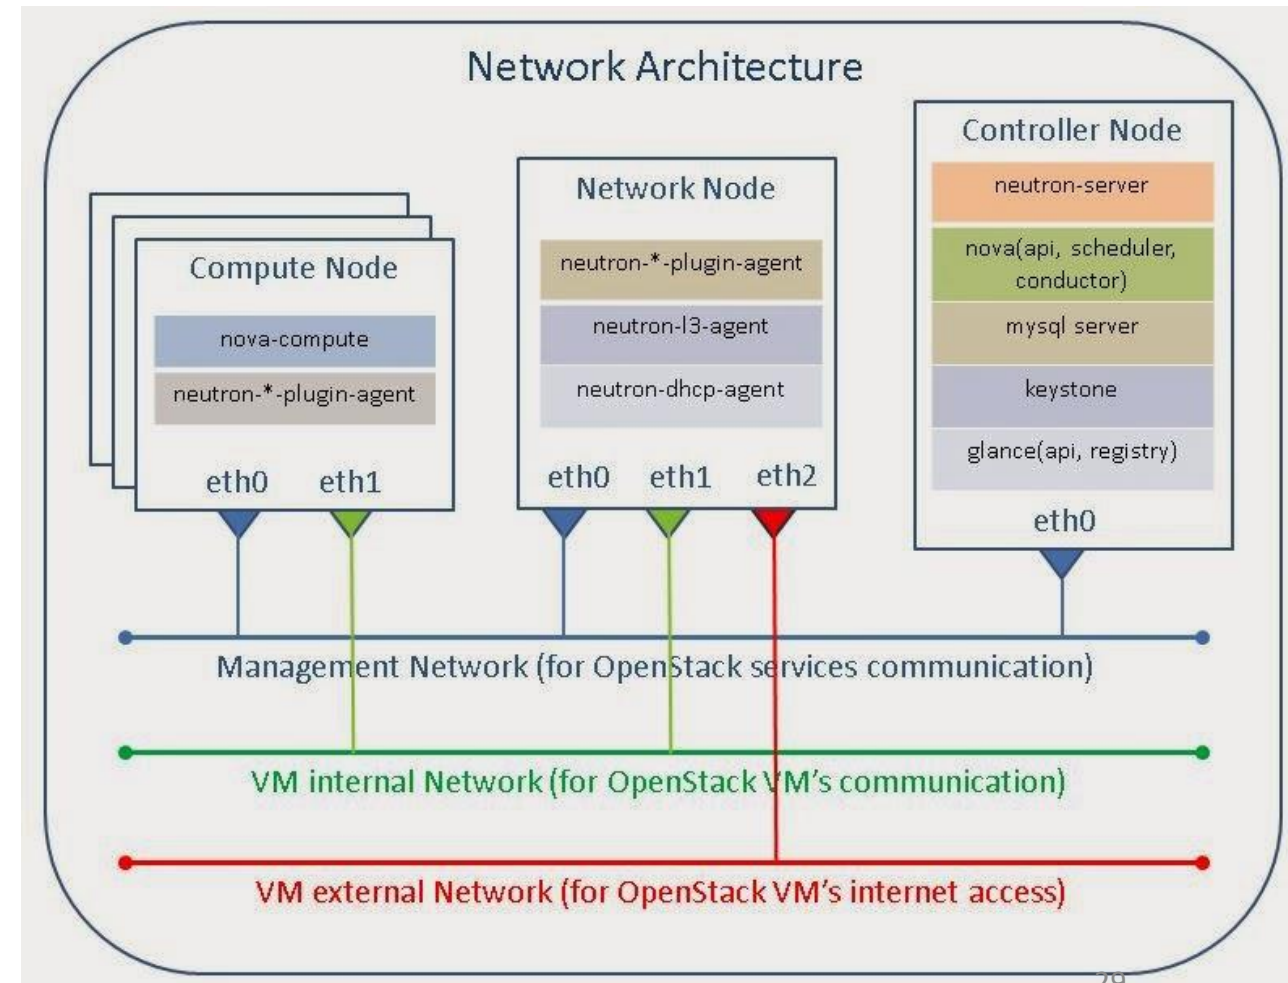 Network Architecture
Compute Node
nova-compute
neutron-*-plugin-agent
eth0 eth1
Network Node
neutron-*-plugin-agent
neutron-l3-agent
neutron-dhcp-agent
eth0 eth1 eth2
Controller Node
neutron-server
nova(api, scheduler,
conductor)
mysql server
keystone
glance(api, registry)
eth0
Management Network (for OpenStack services communication)
VM internal Network (for OpenStack VM's communication)
VM external Network (for OpenStack VM's internet access)
29